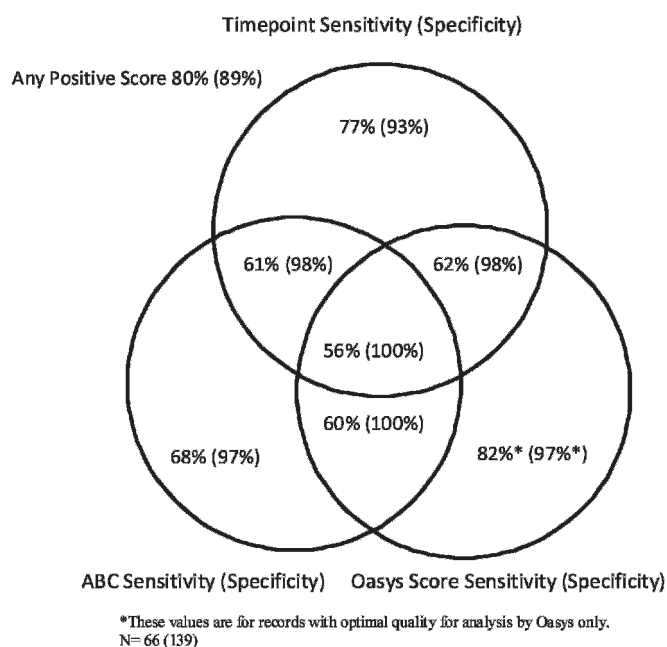 Timepoint Sensitivity (Specificity)
Any Positive Score 80% (89%)
77% (93%)
61% (98%)
62% (98%)
56% (100%)
60% (100%)
68% (97%)
82%* (97%*)
ABC Sensitivity (Specificity)
Oasys Score Sensitivity (Specificity)
*These values are for records with optimal quality for analysis by Oasys only.
N= 66 (139)